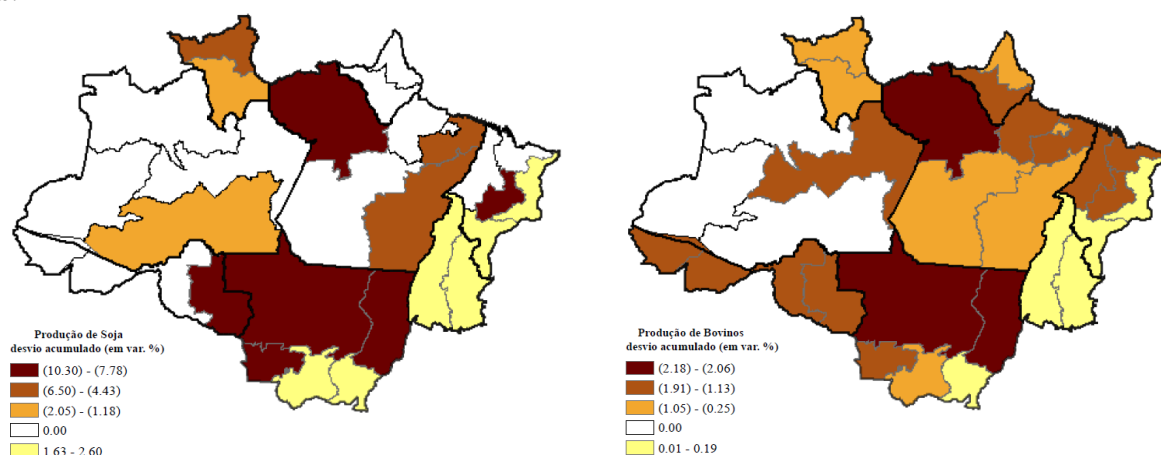 Produção de Soja
desvio acumulado (em var. %)
(10.30) - (7.78)
(6.50) - (4.43)
(2.05) - (1.18)
0.00
1.63 - 2.60
Produção de Bovinos
desvio acumulado (em var. %)
(2.18) - (2.06)
(1.91) - (1.13)
(1.05) - (0.25)
0.00
0.01 - 0.19